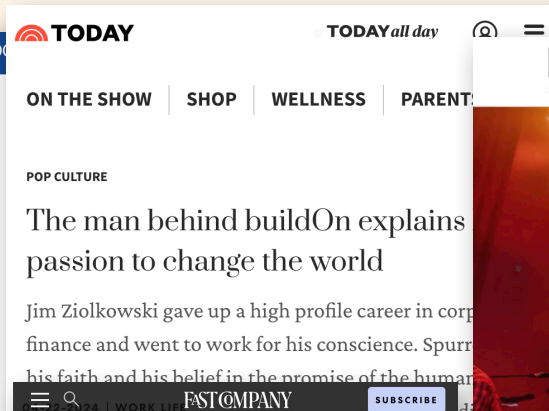 TODAY
TODAY all day
ON THE SHOW
SHOP
WELLNESS
PARENTS
POP CULTURE
The man behind buildOn explains
passion to change the world
Jim Ziolkowski gave up a high profile career in corp
finance and went to work for his conscience. Spurr
his faith and his belief in the promise of the human
FAST COMPANY
SUBSCRIBE
-22-2024 | WORK LIFE